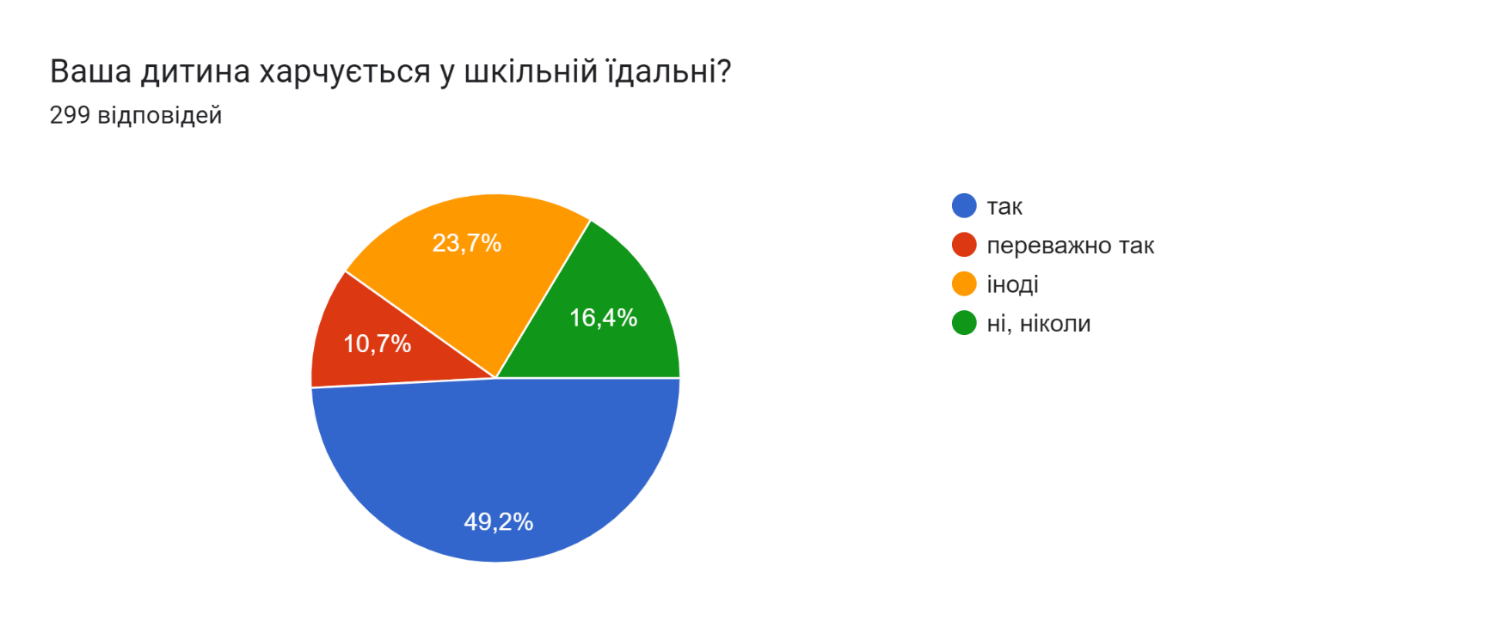 Ваша дитина харчується у шкільній їдальні?
299 відповідей
так
переважно так
іноді
ні, ніколи
23,7%
16,4%
10,7%
49,2%